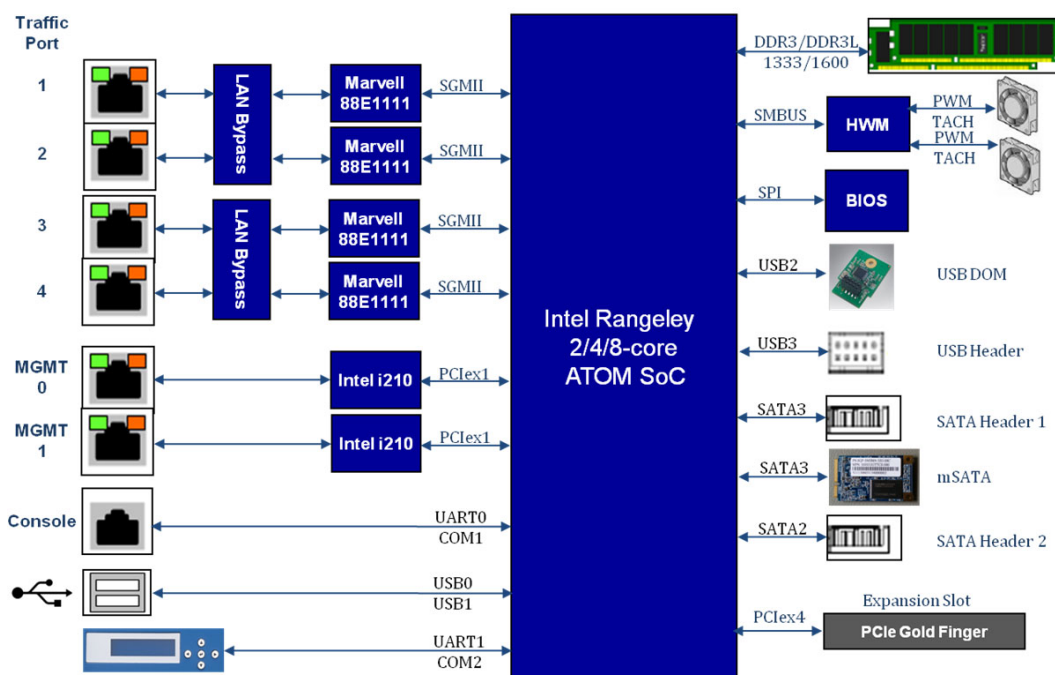 Traffic
Port
1
LAN Bypass
Marvell
88E1111
SGMII
2
Marvell
88E1111
SGMII
3
LAN Bypass
Marvell
88E1111
SGMII
4
Marvell
88E1111
SGMII
MGMT
0
Intel i210
PCIex1
MGMT
1
Intel i210
PCIex1
Console
UART0
COM1
USB0
USB1
UART1
COM2
Intel Rangeley
2/4/8-core
ATOM SoC
DDR3/DDR3L
1333/1600
SMBUS
HWM
PWM
TACH
PWM
TACH
SPI
BIOS
USB2
USB DOM
USB3
USB Header
SATA3
SATA Header 1
SATA3
mSATA
SATA2
SATA Header 2
Expansion Slot
PCIex4
PCIe Gold Finger